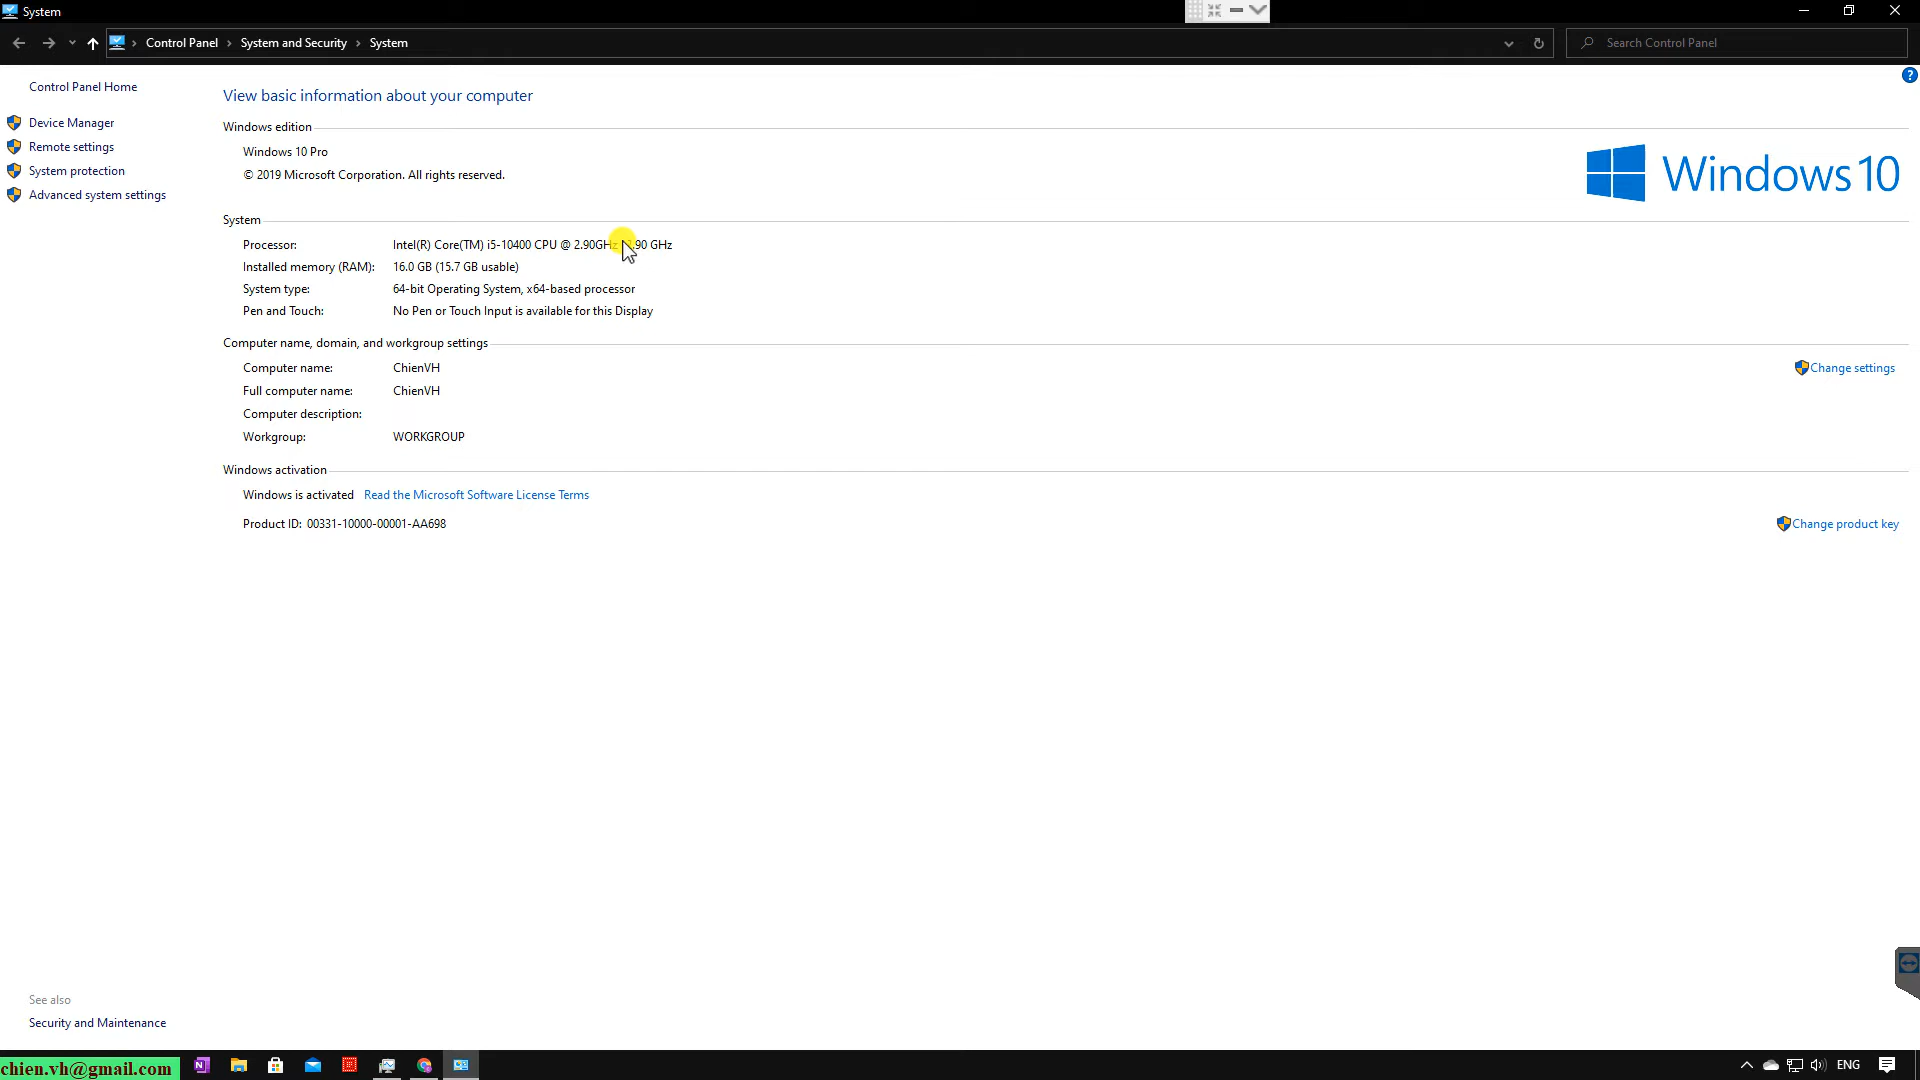 System
Control Panel > System and Security > System
Search Control Panel
Control Panel Home
Device Manager
Remote settings
System protection
Advanced system settings
View basic information about your computer
Windows edition
Windows 10 Pro
© 2019 Microsoft Corporation. All rights reserved.
Windows 10
System
Processor: Intel(R) Core(TM) i5-10400 CPU @ 2.90GHz .90 GHz
Installed memory (RAM): 16.0 GB (15.7 GB usable)
System type: 64-bit Operating System, x64-based processor
Pen and Touch: No Pen or Touch Input is available for this Display
Computer name, domain, and workgroup settings
Computer name: ChienVH
Change settings
Full computer name: ChienVH
Computer description:
Workgroup: WORKGROUP
Windows activation
Windows is activated Read the Microsoft Software License Terms
Product ID: 00331-10000-00001-AA698
Change product key
See also
Security and Maintenance
chien.vh@gmail.com
ENG